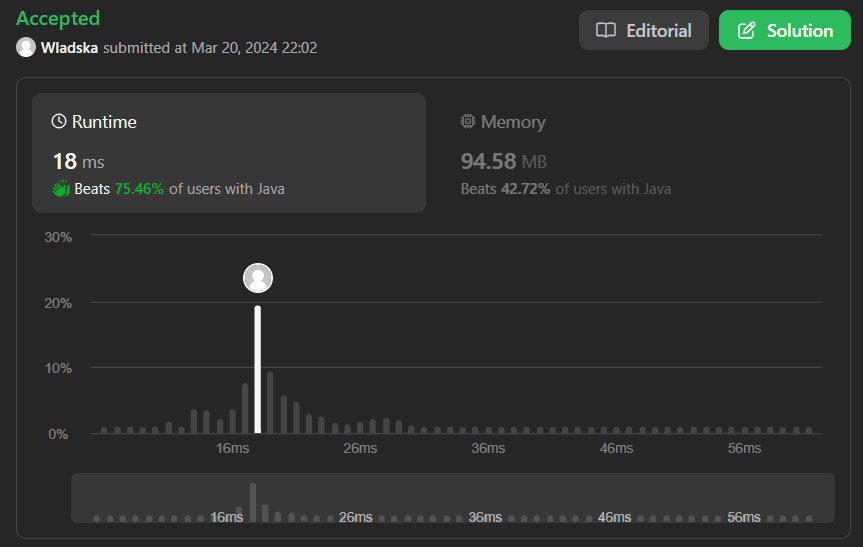 Accepted
Wladska submitted at Mar 20, 2024 22:02
Editorial
Solution
Runtime
18 ms
Beats 75.46% of users with Java
Memory
94.58 MB
Beats 42.72% of users with Java
30%
20%
10%
0%
16ms 26ms 36ms 46ms 56ms
16ms 26ms 36ms 46ms 56ms